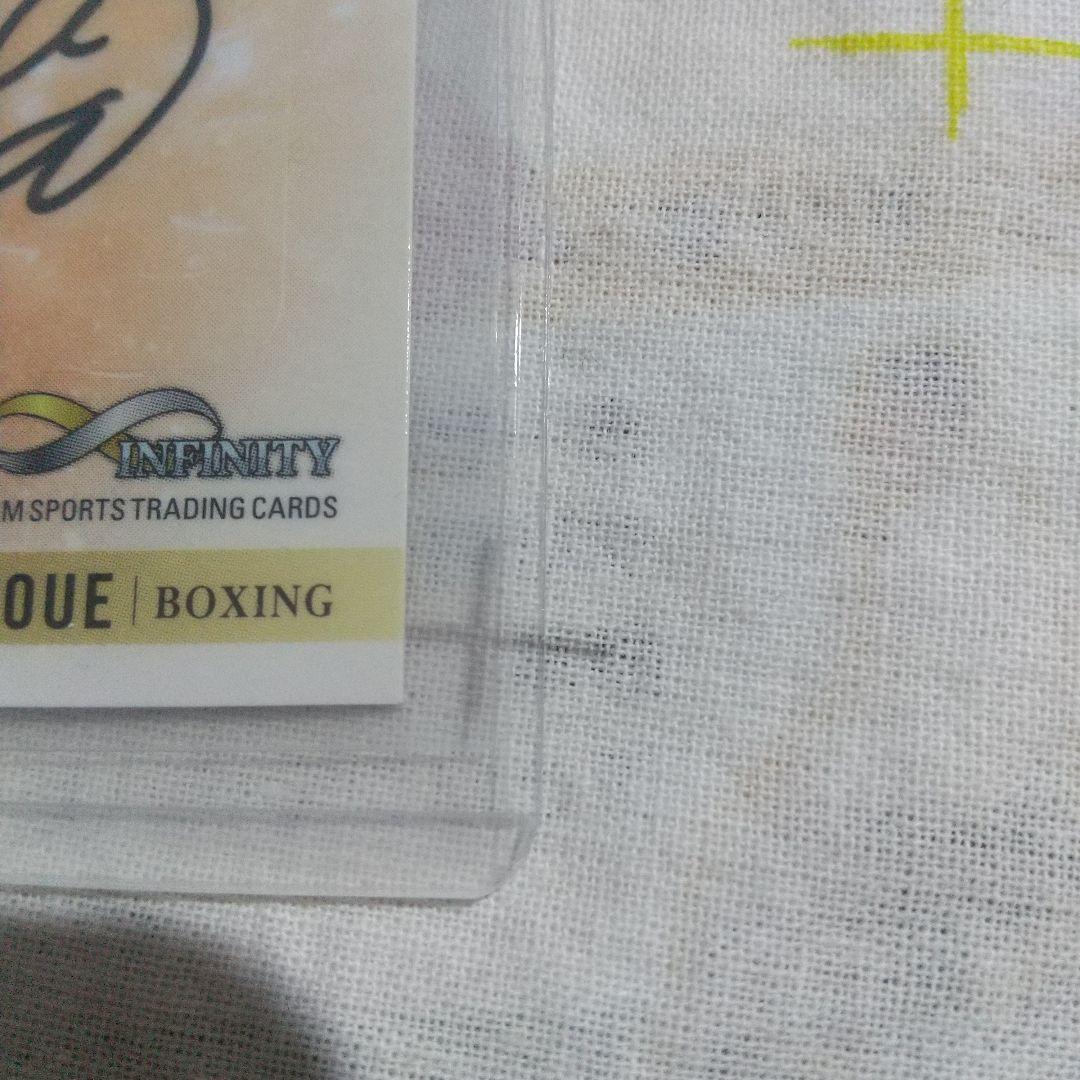 INFINITY
M SPORTS TRADING CARDS
OUE | BOXING